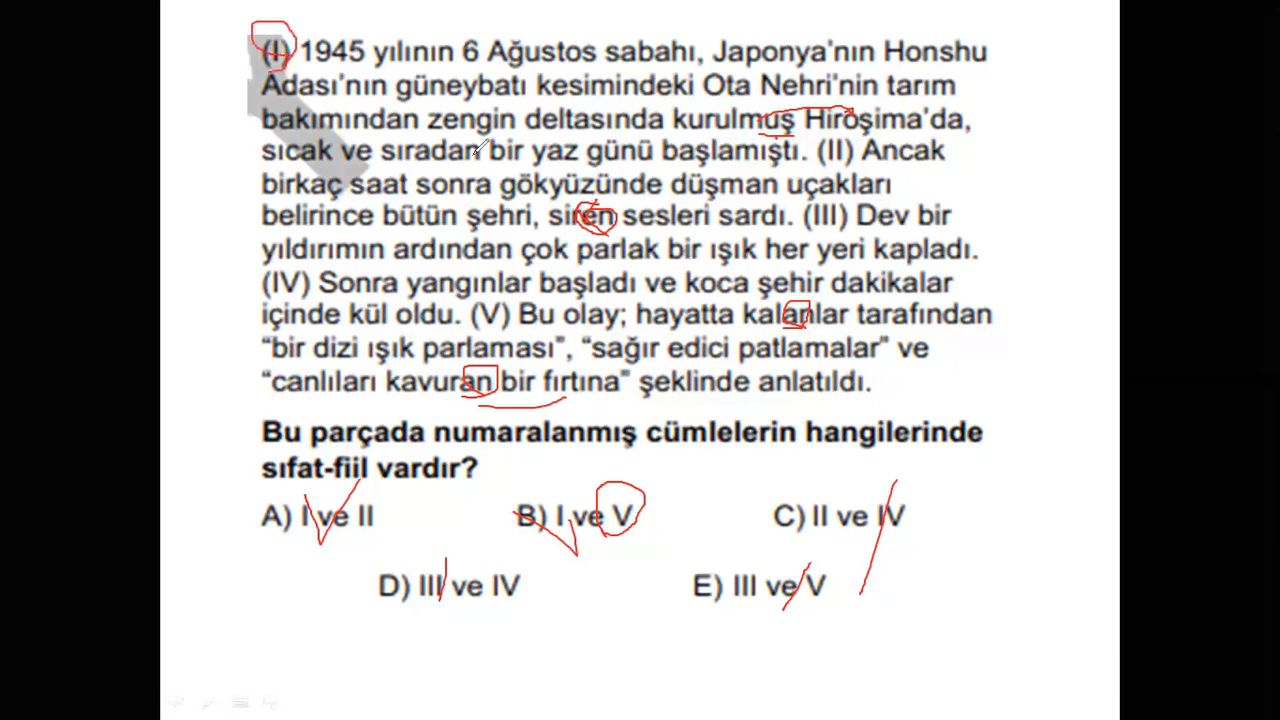 (I) 1945 yılının 6 Ağustos sabahı, Japonya’nın Honshu
Adası’nın güneybatı kesimindeki Ota Nehri’nin tarım
bakımından zengin deltasında kurulmuş Hiroşima’da,
sıcak ve sıradan bir yaz günü başlamıştı. (II) Ancak
birkaç saat sonra gökyüzünde düşman uçakları
belirince bütün şehri, siren sesleri sardı. (III) Dev bir
yıldırımın ardından çok parlak bir ışık her yeri kapladı.
(IV) Sonra yangınlar başladı ve koca şehir dakikalar
içinde kül oldu. (V) Bu olay; hayatta kalanlar tarafından
“bir dizi ışık parlaması”, “sağır edici patlamalar” ve
“canlıları kavuran bir fırtına” şeklinde anlatıldı.
Bu parçada numaralanmış cümlelerin hangilerinde
sıfat-fiil vardır?
A) I ve II B) I ve V C) II ve IV
D) III ve IV E) III ve V